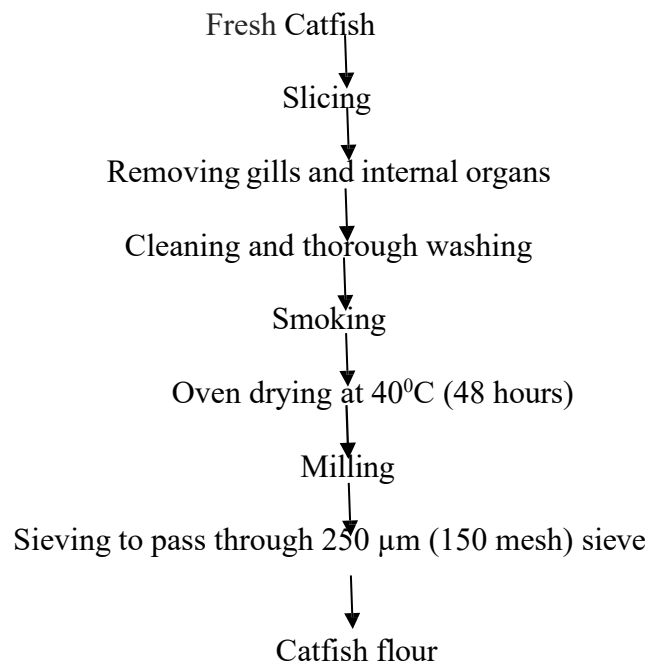 Fresh Catfish
Slicing
Removing gills and internal organs
Cleaning and thorough washing
Smoking
Oven drying at 40⁰C (48 hours)
Milling
Sieving to pass through 250 µm (150 mesh) sieve
Catfish flour